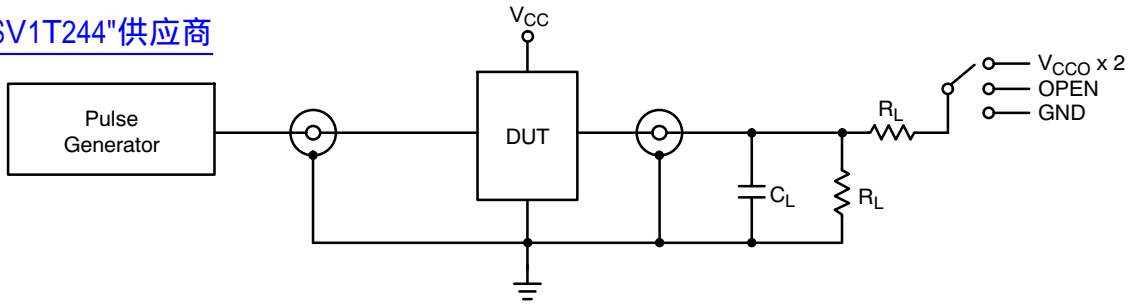 SV1T244"供应商
VCC
VCCO x 2
OPEN
GND
Pulse
Generator
DUT
RL
CL
RL